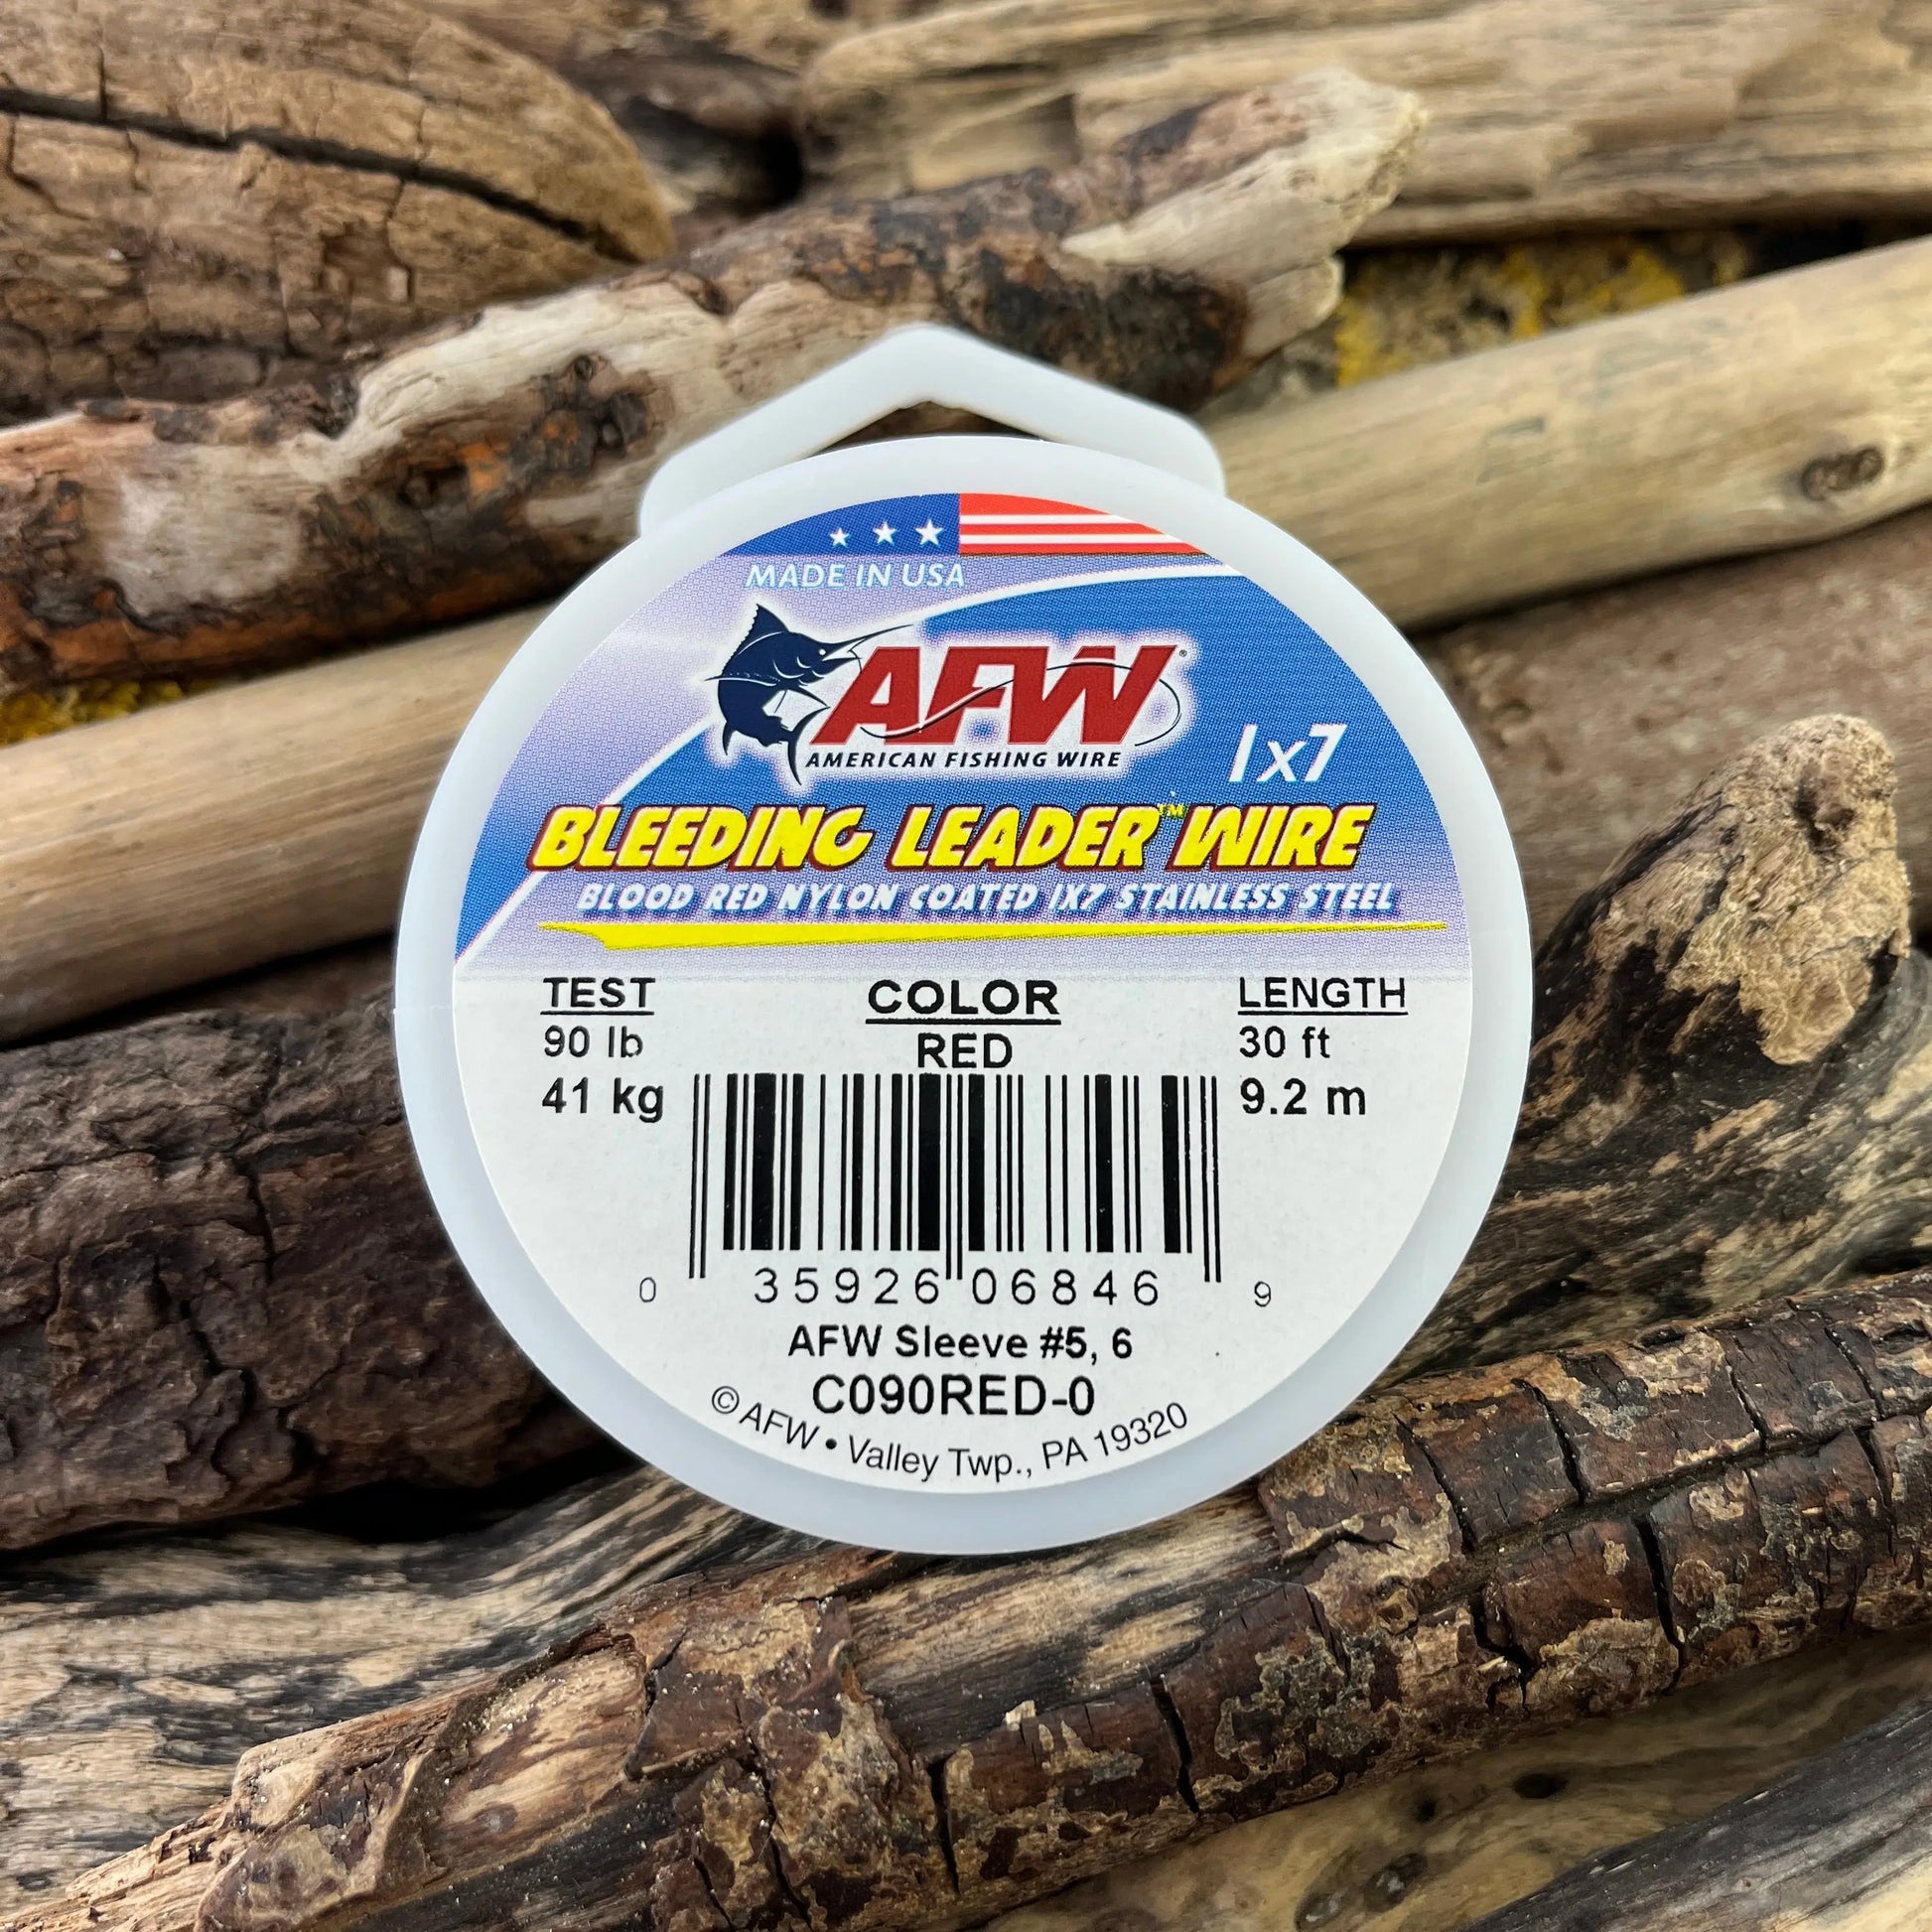 MADE IN USA
AFW®
AMERICAN FISHING WIRE
1x7
BLEEDING LEADER™ WIRE
BLOOD RED NYLON COATED 1X7 STAINLESS STEEL
TEST
90 lb
41 kg
COLOR
RED
LENGTH
30 ft
9.2 m
0 35926 06846 9
AFW Sleeve #5, 6
C090RED-0
© AFW • Valley Twp., PA 19320